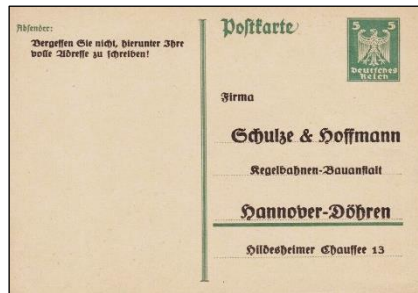 Absender:
Vergessen Sie nicht, hierunter Ihre
volle Adresse zu schreiben!
Postkarte
5 5
Deutsches
Reich
Firma
Schulze & Hoffmann
Kegelbahnen-Bauanstalt
Hannover-Döhren
Hildesheimer Chaussee 13